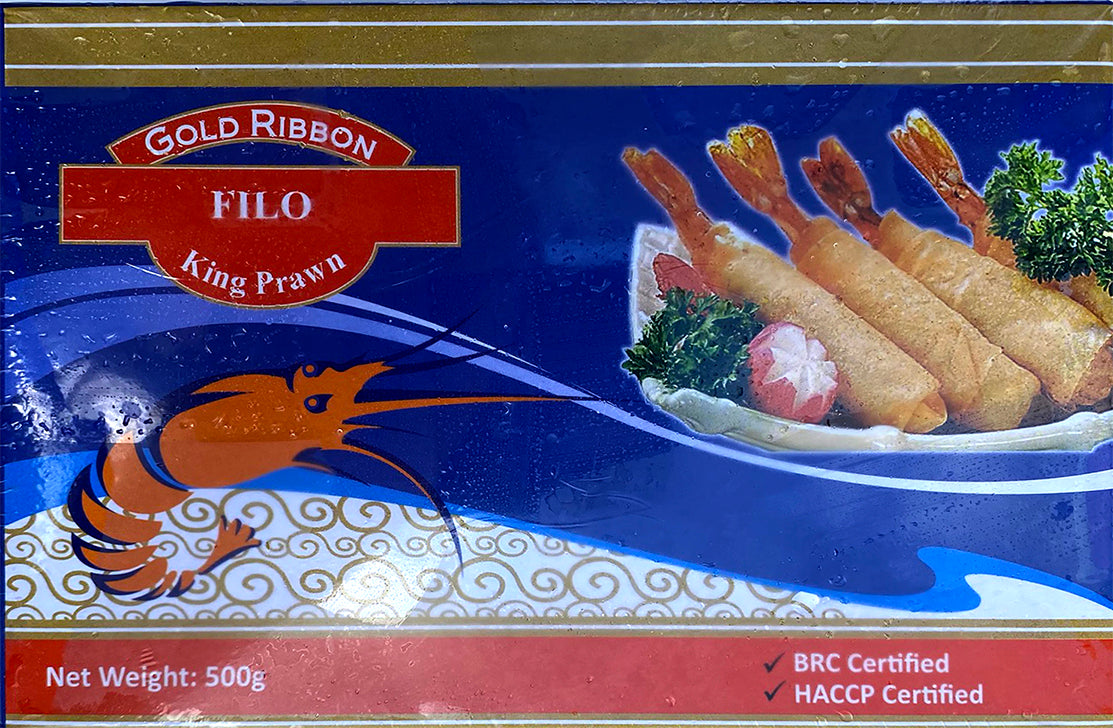 GOLD RIBBON
FILO
King Prawn
Net Weight: 500g
✓ BRC Certified
✓ HACCP Certified